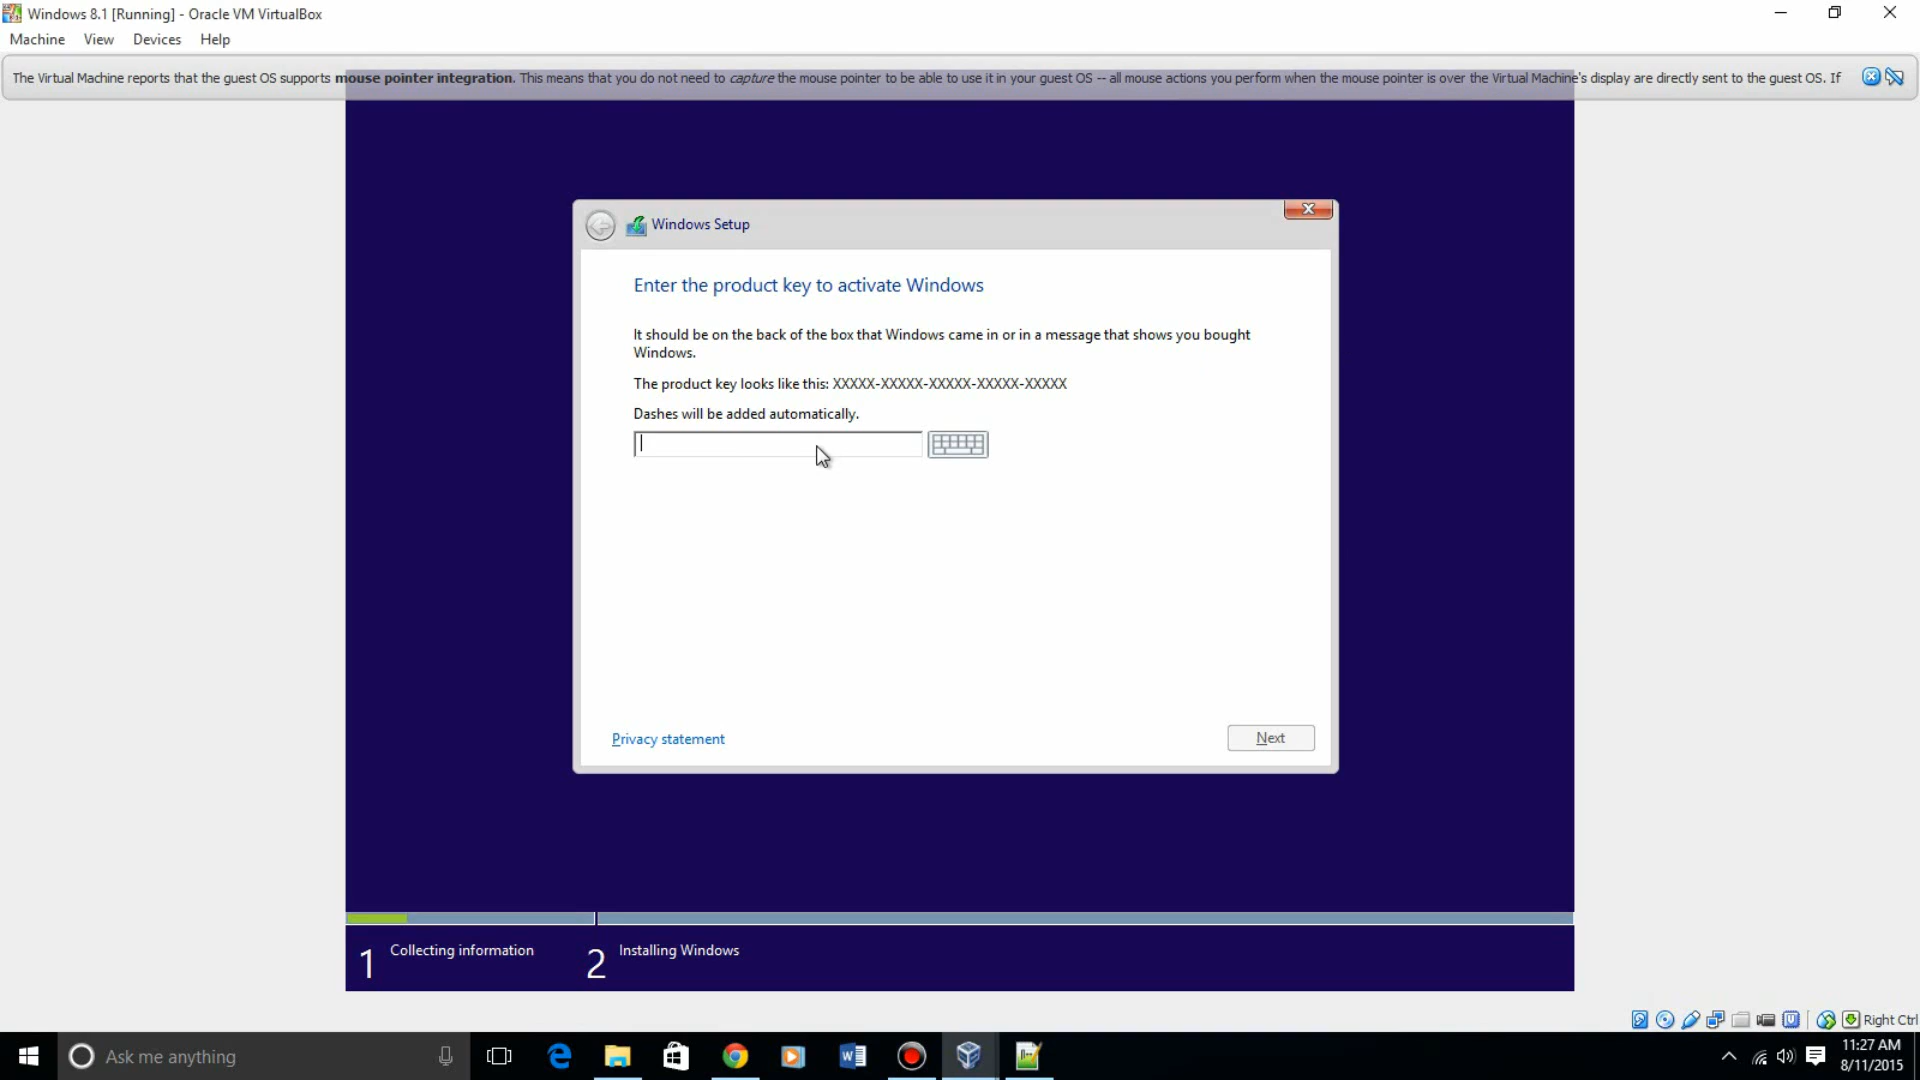 Windows 8.1 [Running] - Oracle VM VirtualBox
Machine View Devices Help
The Virtual Machine reports that the guest OS supports mouse pointer integration. This means that you do not need to capture the mouse pointer to be able to use it in your guest OS -- all mouse actions you perform when the mouse pointer is over the Virtual Machine's display are directly sent to the guest OS. If
Windows Setup
Enter the product key to activate Windows
It should be on the back of the box that Windows came in or in a message that shows you bought
Windows.
The product key looks like this: XXXXX-XXXXX-XXXXX-XXXXX-XXXXX
Dashes will be added automatically.
Privacy statement
Next
1 Collecting information 2 Installing Windows
Right Ctrl
Ask me anything
11:27 AM
8/11/2015